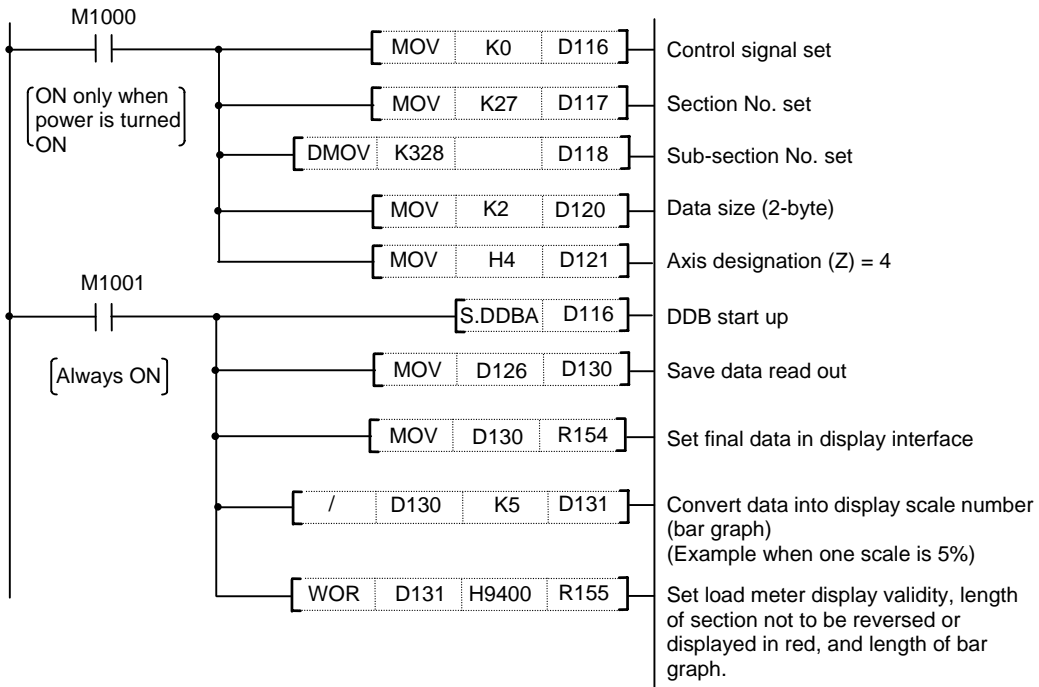 M1000
MOV K0 D116 Control signal set
(ON only when
power is turned
ON)
MOV K27 D117 Section No. set
DMOV K328 D118 Sub-section No. set
MOV K2 D120 Data size (2-byte)
MOV H4 D121 Axis designation (Z) = 4
M1001
S.DDBA D116 DDB start up
(Always ON)
MOV D126 D130 Save data read out
MOV D130 R154 Set final data in display interface
/ D130 K5 D131 Convert data into display scale number
(bar graph)
(Example when one scale is 5%)
WOR D131 H9400 R155 Set load meter display validity, length
of section not to be reversed or
displayed in red, and length of bar
graph.